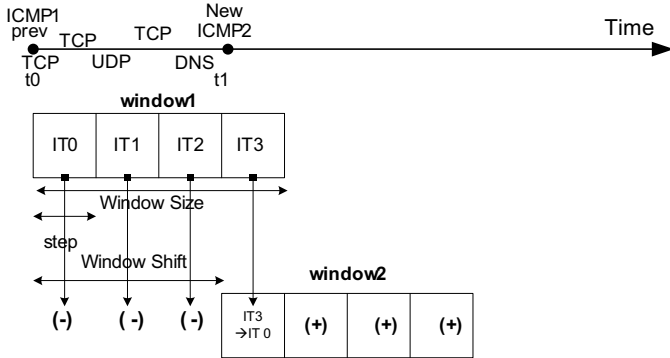 ICMP1
prev
New
ICMP2
Time
TCP
TCP
TCP
UDP
DNS
t0
t1
window1
IT0
IT1
IT2
IT3
Window Size
step
Window Shift
window2
(-)
(-)
(-)
IT3
→IT 0
(+)
(+)
(+)